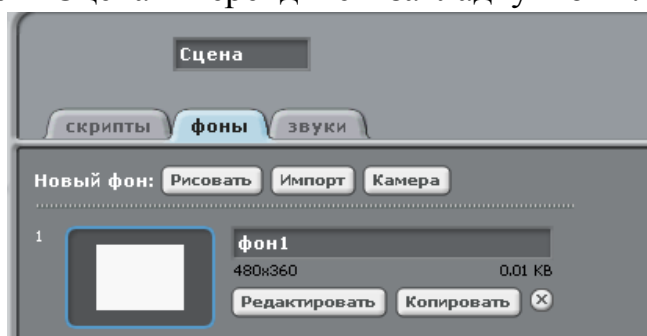 Сцена
скрипты фоны звуки
Новый фон: Рисовать Импорт Камера
1
фон1
480x360 0.01 KB
Редактировать Копировать